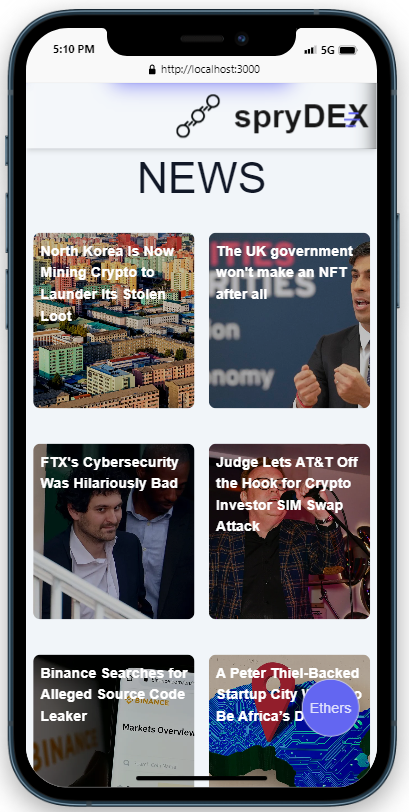 5:10 PM
5G
http://localhost:3000
spryDEX
NEWS
North Korea Is Now
Mining Crypto to
Launder Its Stolen
Loot
The UK government
won't make an NFT
after all
FTX's Cybersecurity
Was Hilariously Bad
Judge Lets AT&T Off
the Hook for Crypto
Investor SIM Swap
Attack
Binance Searches for
Alleged Source Code
Leaker
BINANCE
Markets Overview
BINANCE
A Peter Thiel-Backed
Startup City
Be Africa's
Ethers